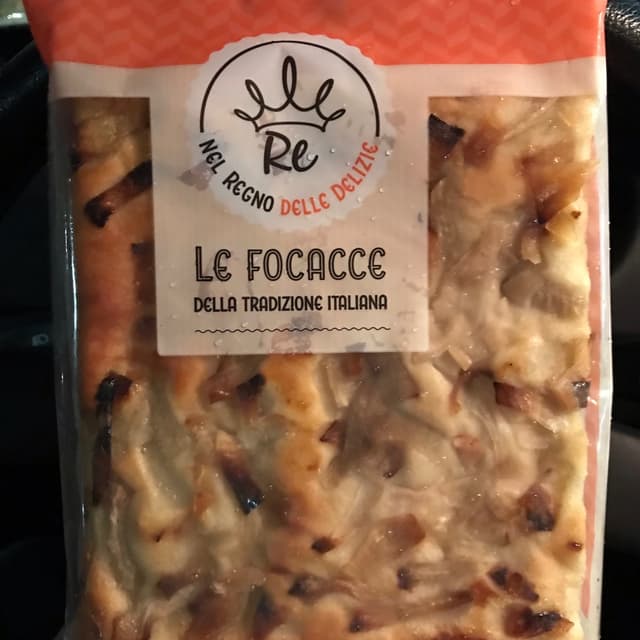 Re
NEL REGNO DELLE DELIZIE
LE FOCACCE
DELLA TRADIZIONE ITALIANA